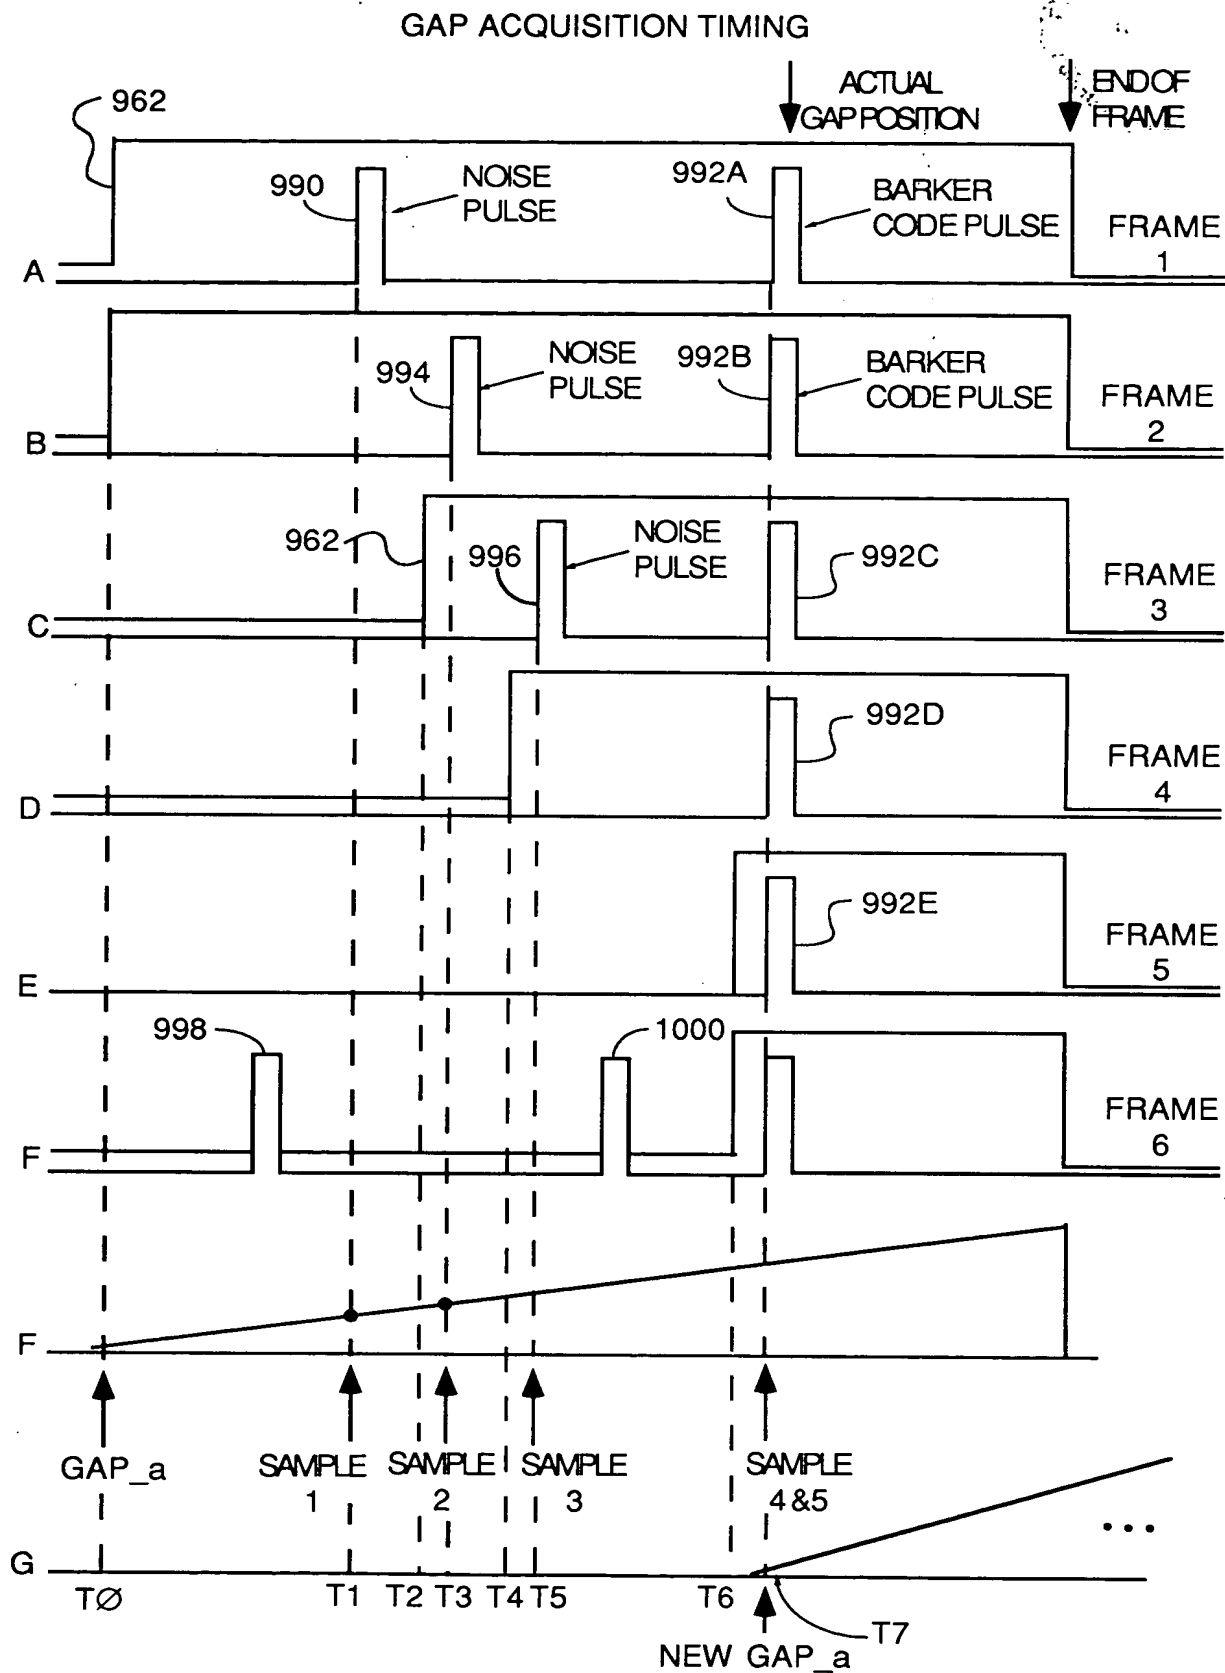 GAP ACQUISITION TIMING
ACTUAL
GAP POSITION
END OF
FRAME
962
990
NOISE
PULSE
992A
BARKER
CODE PULSE
FRAME
1
A
994
NOISE
PULSE
992B
BARKER
CODE PULSE
FRAME
2
B
962
996
NOISE
PULSE
992C
FRAME
3
C
992D
FRAME
4
D
992E
FRAME
5
E
998
1000
FRAME
6
F
F
GAP_a
SAMPLE
1
SAMPLE
2
SAMPLE
3
SAMPLE
4 &5
...
G
TØ
T1
T2
T3
T4
T5
T6
T7
NEW GAP_a